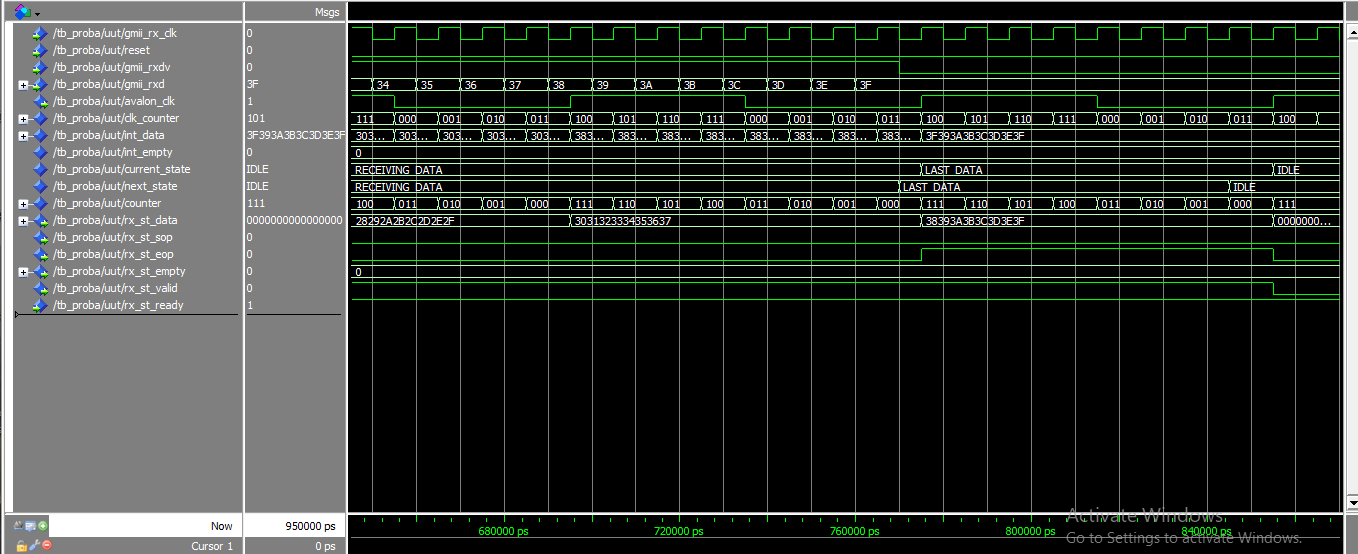 Msgs
/tb_proba/uut/gmii_rx_clk 0
/tb_proba/uut/reset 0
/tb_proba/uut/gmii_rxdv 0
/tb_proba/uut/gmii_rxd 3F 34 35 36 37 38 39 3A 3B 3C 3D 3E 3F
/tb_proba/uut/avalon_clk 1
/tb_proba/uut/clk_counter 101 111 000 001 010 011 100 101 110 111 000 001 010 011 100 101 110 111 000 001 010 011 100
/tb_proba/uut/int_data 3F393A3B3C3D3E3F 303... 303... 303... 303... 303... 383... 383... 383... 383... 383... 383... 383... 383... 3F393A3B3C3D3E3F
/tb_proba/uut/int_empty 0 0
/tb_proba/uut/current_state IDLE RECEIVING DATA LAST DATA IDLE
/tb_proba/uut/next_state IDLE RECEIVING DATA LAST DATA IDLE
/tb_proba/uut/counter 111 100 011 010 001 000 111 110 101 100 011 010 001 000 111 110 101 100 011 010 001 000 111
/tb_proba/uut/rx_st_data 0000000000000000 28292A2B2C2D2E2F 3031323334353637 38393A3B3C3D3E3F 0000000...
/tb_proba/uut/rx_st_sop 0
/tb_proba/uut/rx_st_eop 0
/tb_proba/uut/rx_st_empty 0 0
/tb_proba/uut/rx_st_valid 0
/tb_proba/uut/rx_st_ready 1
Now 950000 ps 680000 ps 720000 ps 760000 ps 800000 ps 840000 ps
Cursor 1 0 ps
Activate Windows
Go to Settings to activate Windows.